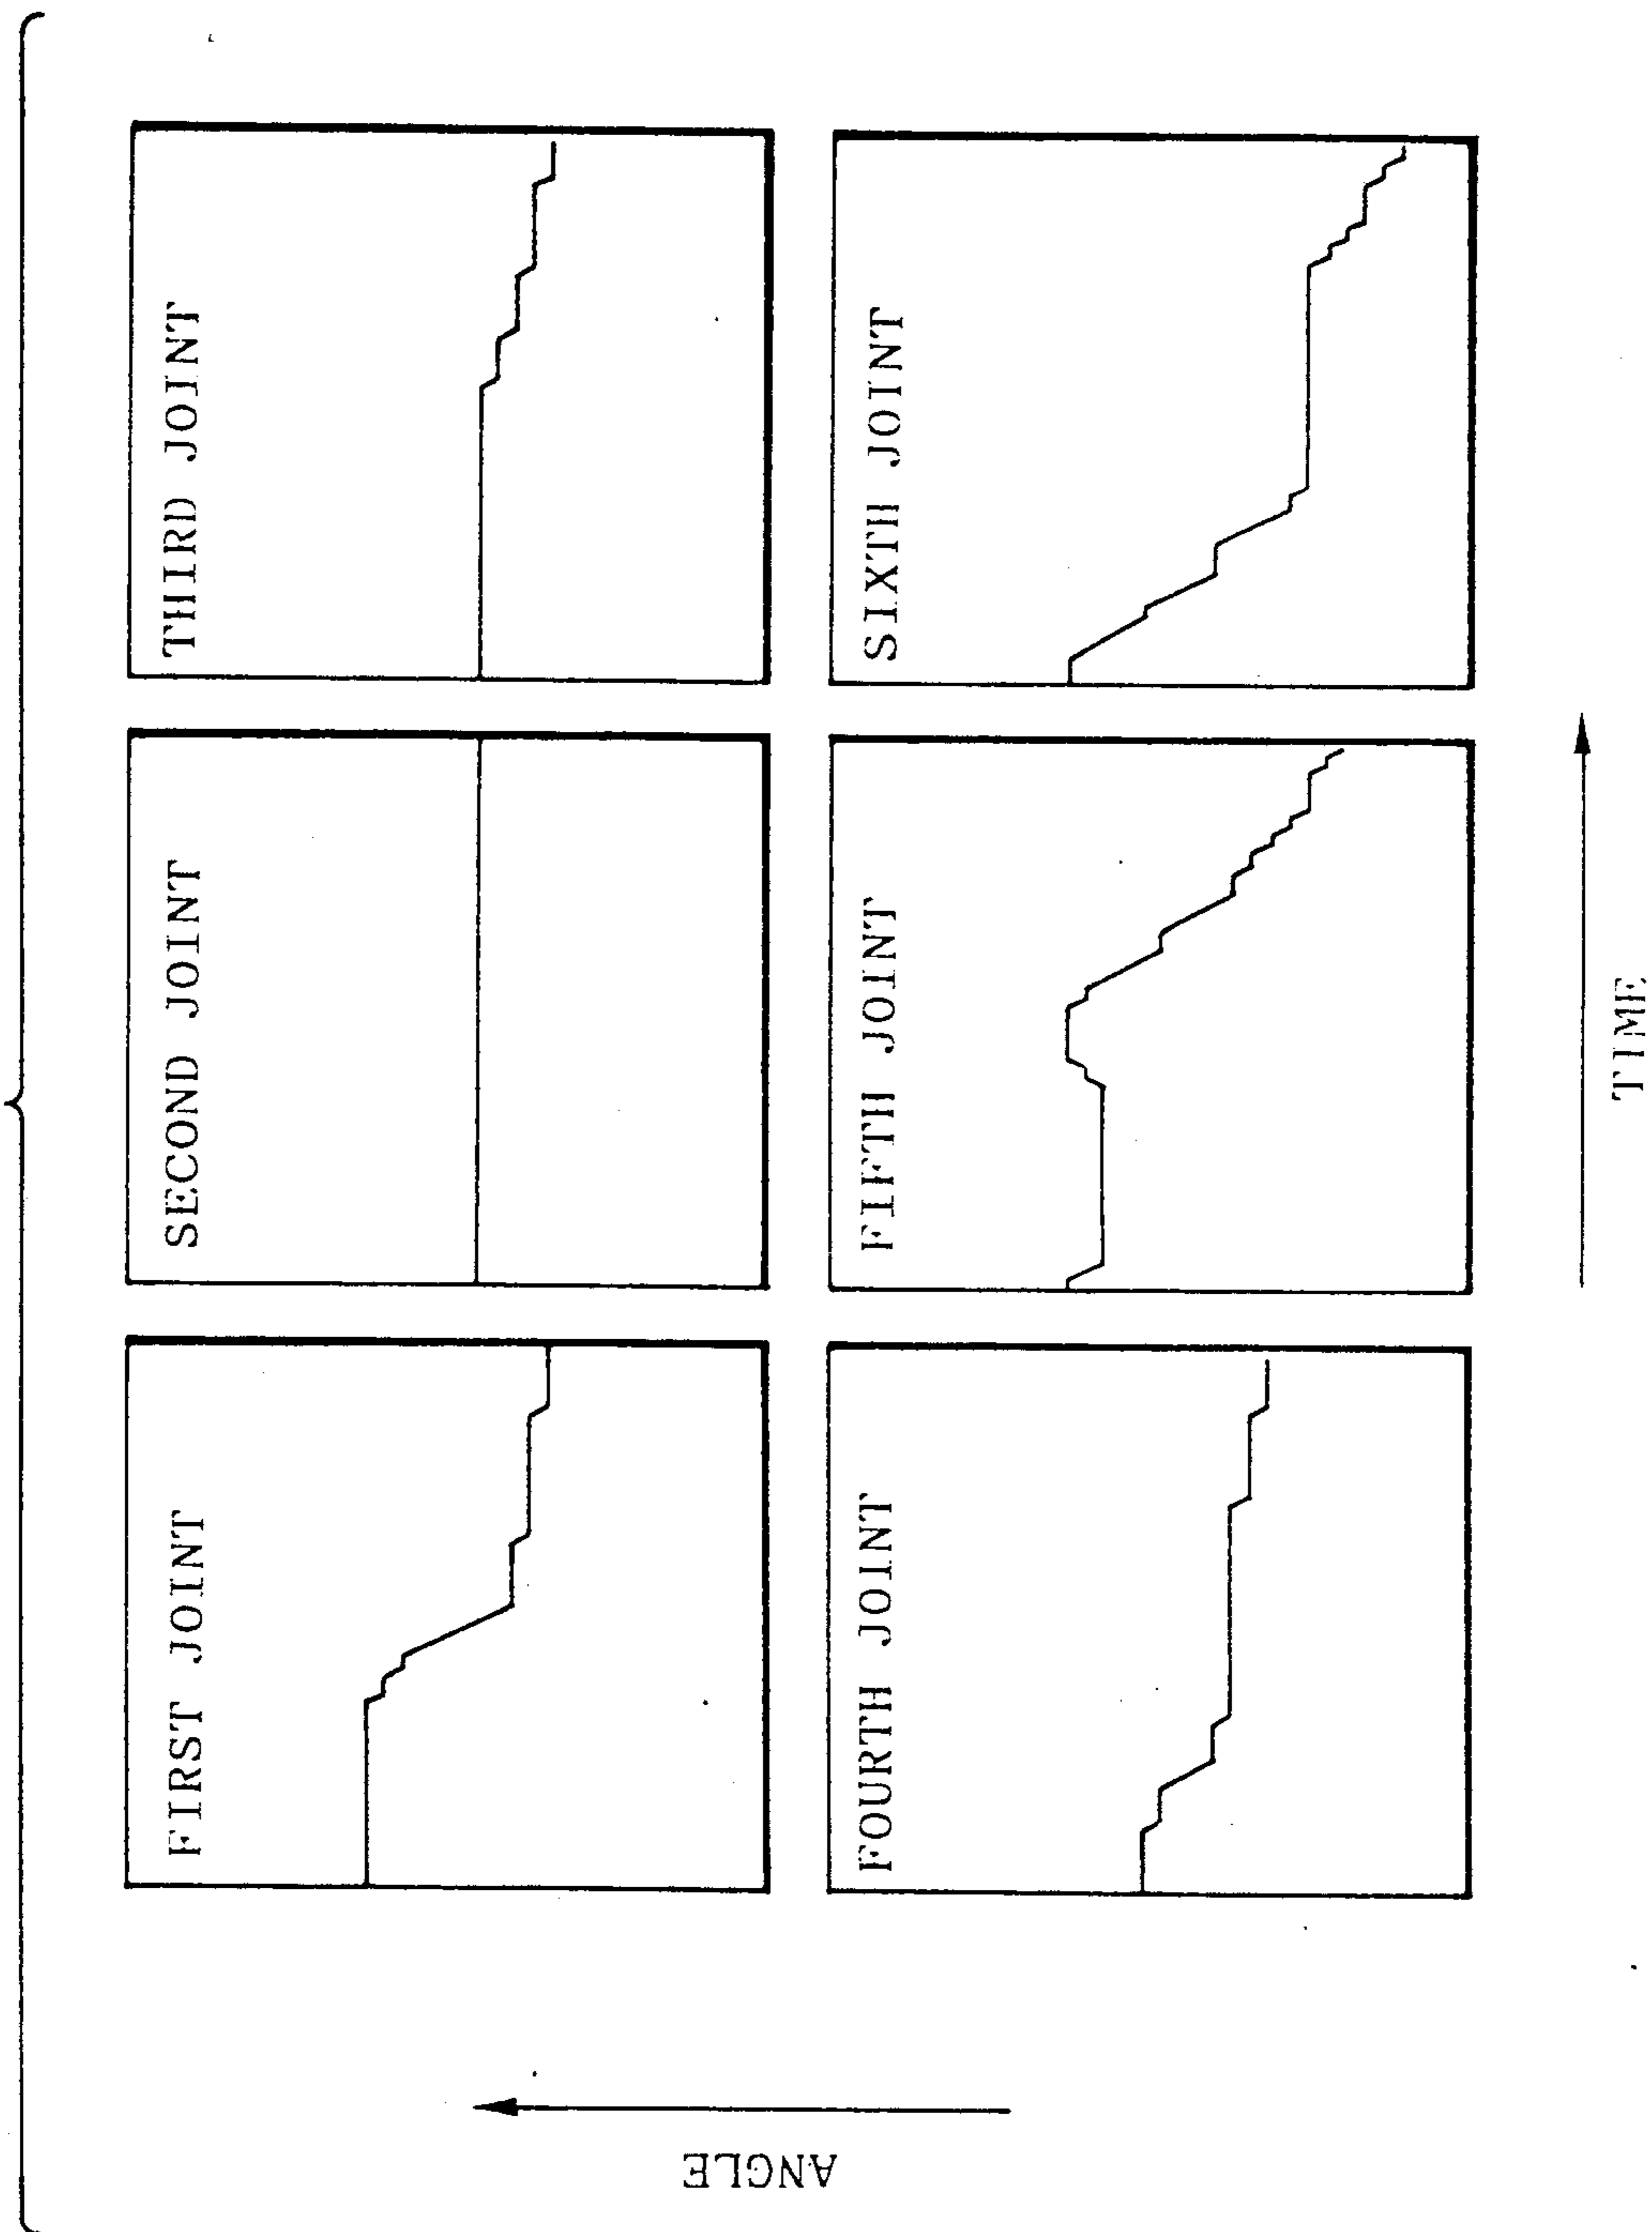 FIRST JOINT
SECOND JOINT
THIRD JOINT
FOURTH JOINT
FIFTH JOINT
SIXTH JOINT
ANGLE
TIME